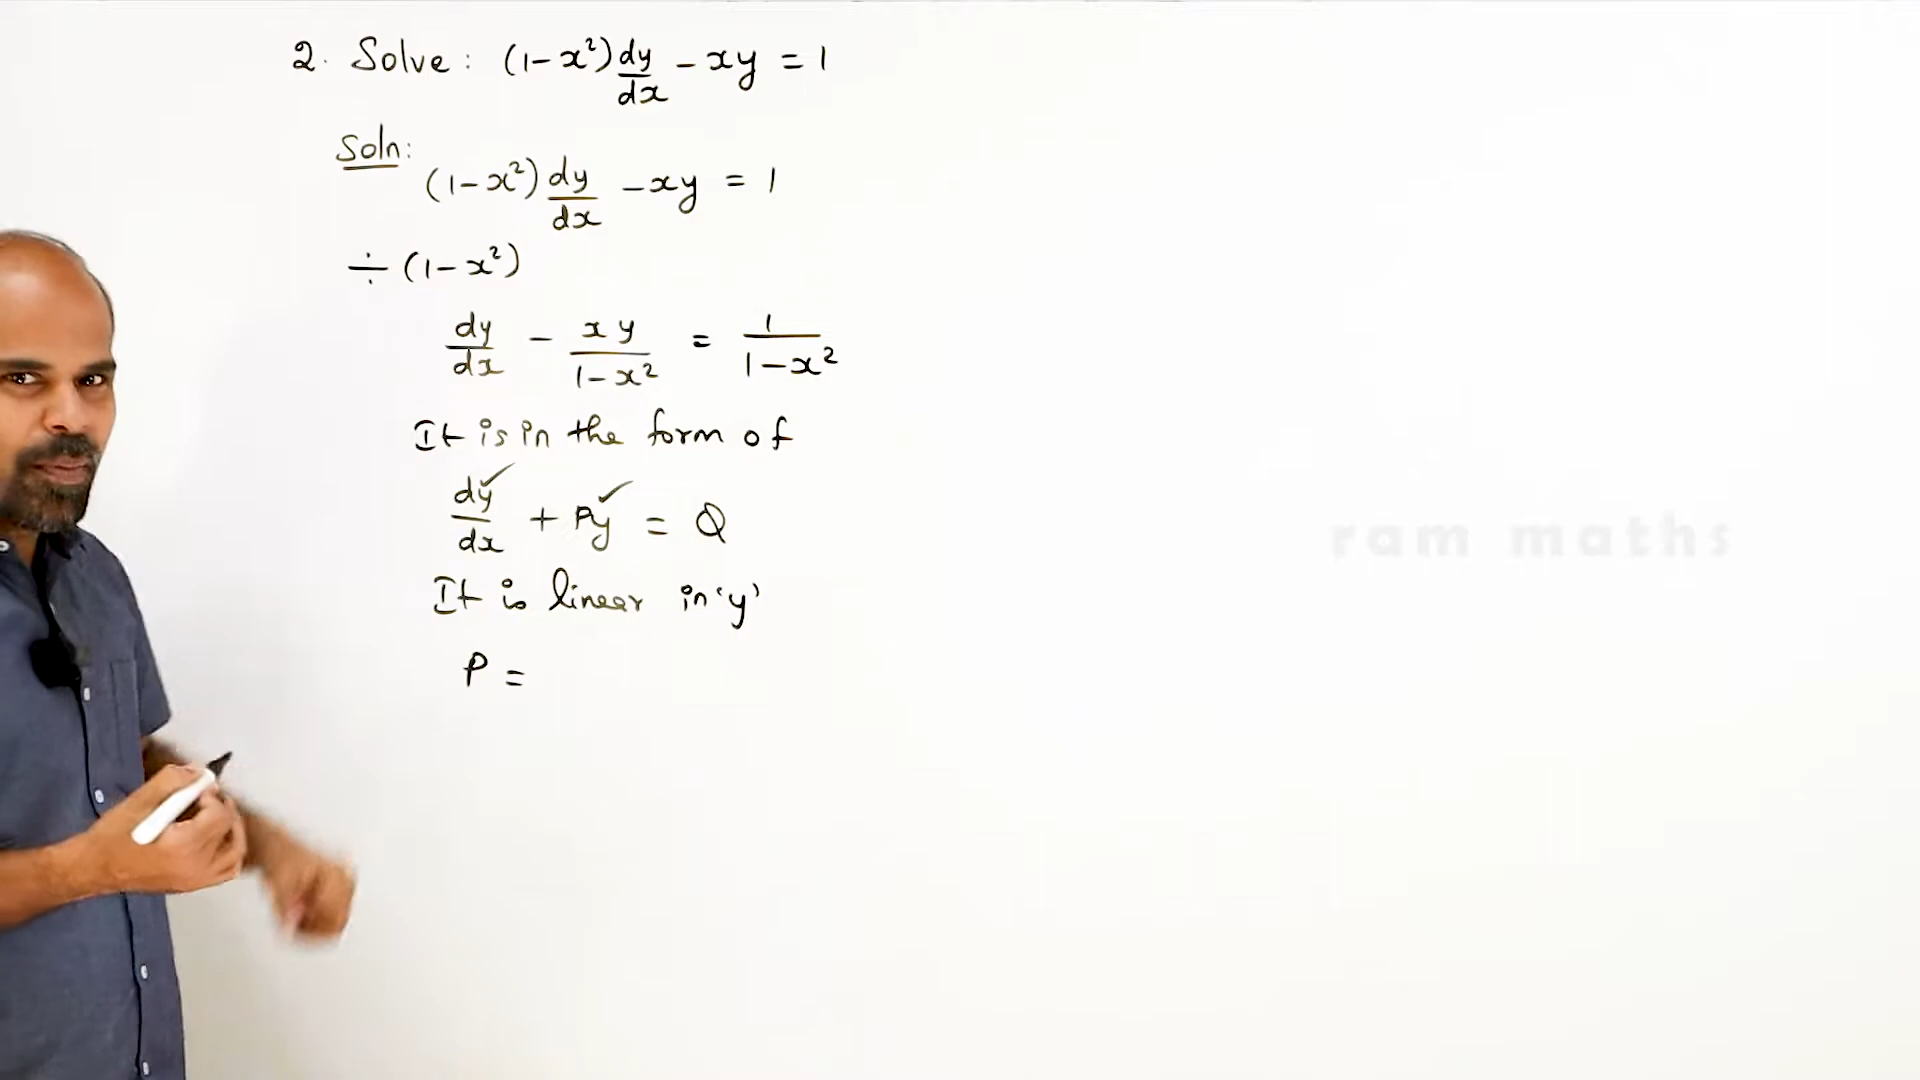 2. Solve: (1-x²) dy/dx - xy = 1
Soln:
(1-x²) dy/dx - xy = 1
÷ (1-x²)
dy/dx - xy/1-x² = 1/1-x²
It is in the form of
dy/dx + Py = Q
It is linear in 'y'
P =
ram maths